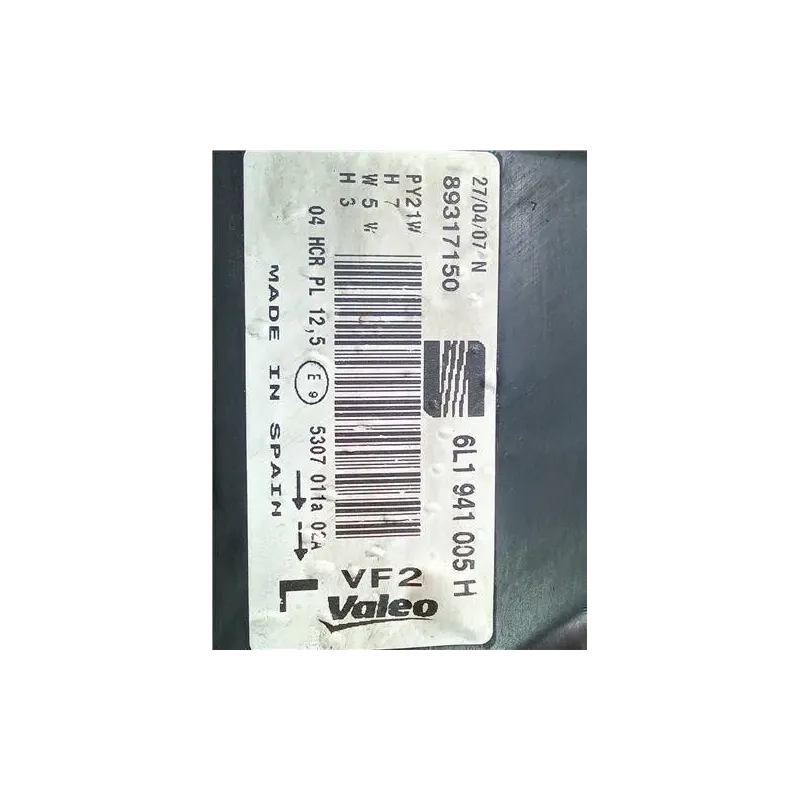 27/04/07 N
89317150
6L1 941 005 H
PY21W
H 7
W 5 W
H 3
VF2
Valeo
04 HCR PL 12,5 E 9 5307 011a 02A
L
MADE IN SPAIN